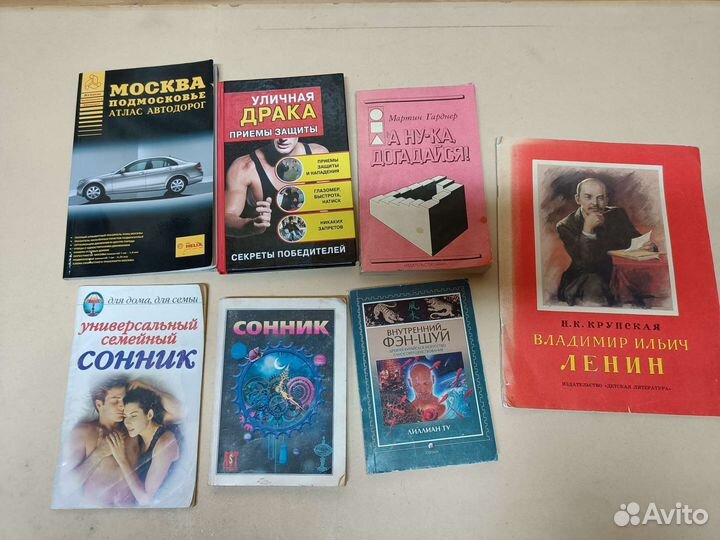 МОСКВА
ПОДМОСКОВЬЕ
АТЛАС АВТОДОРОГ
HELIX
УЛИЧНАЯ
ДРАКА
ПРИЕМЫ ЗАЩИТЫ
ПРИЕМЫ
ЗАЩИТЫ
И НАПАДЕНИЯ
ГЛАЗОМЕР,
БЫСТРОТА,
НАТИСК
НИКАКИХ
ЗАПРЕТОВ
СЕКРЕТЫ ПОБЕДИТЕЛЕЙ
Мартин Гарднер
А НУ-КА,
ДОГАДАЙСЯ!
Н.К. КРУПСКАЯ
ВЛАДИМИР ИЛЬИЧ
ЛЕНИН
ИЗДАТЕЛЬСТВО «ДЕТСКАЯ ЛИТЕРАТУРА»
для дома, для семьи
универсальный
семейный
СОННИК
СОННИК
ВНУТРЕННИЙ
ФЭН-ШУЙ
ЛИЛЛИАН ТУ
Avito